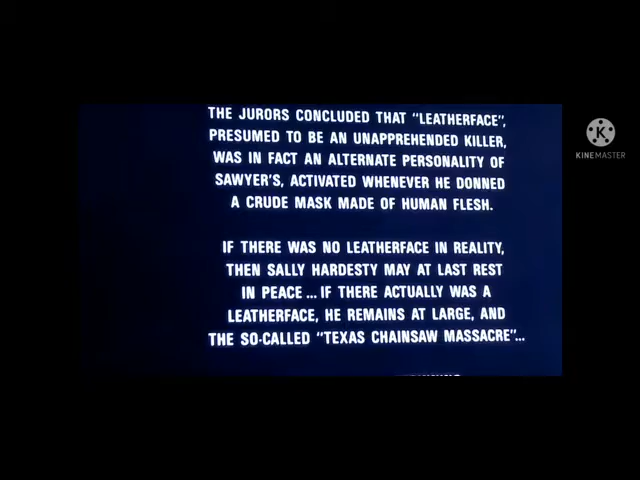 THE JURORS CONCLUDED THAT "LEATHERFACE",
PRESUMED TO BE AN UNAPPREHENDED KILLER,
WAS IN FACT AN ALTERNATE PERSONALITY OF
SAWYER'S, ACTIVATED WHENEVER HE DONNED
A CRUDE MASK MADE OF HUMAN FLESH.
IF THERE WAS NO LEATHERFACE IN REALITY,
THEN SALLY HARDESTY MAY AT LAST REST
IN PEACE... IF THERE ACTUALLY WAS A
LEATHERFACE, HE REMAINS AT LARGE, AND
THE SO-CALLED "TEXAS CHAINSAW MASSACRE"...
KINEMASTER